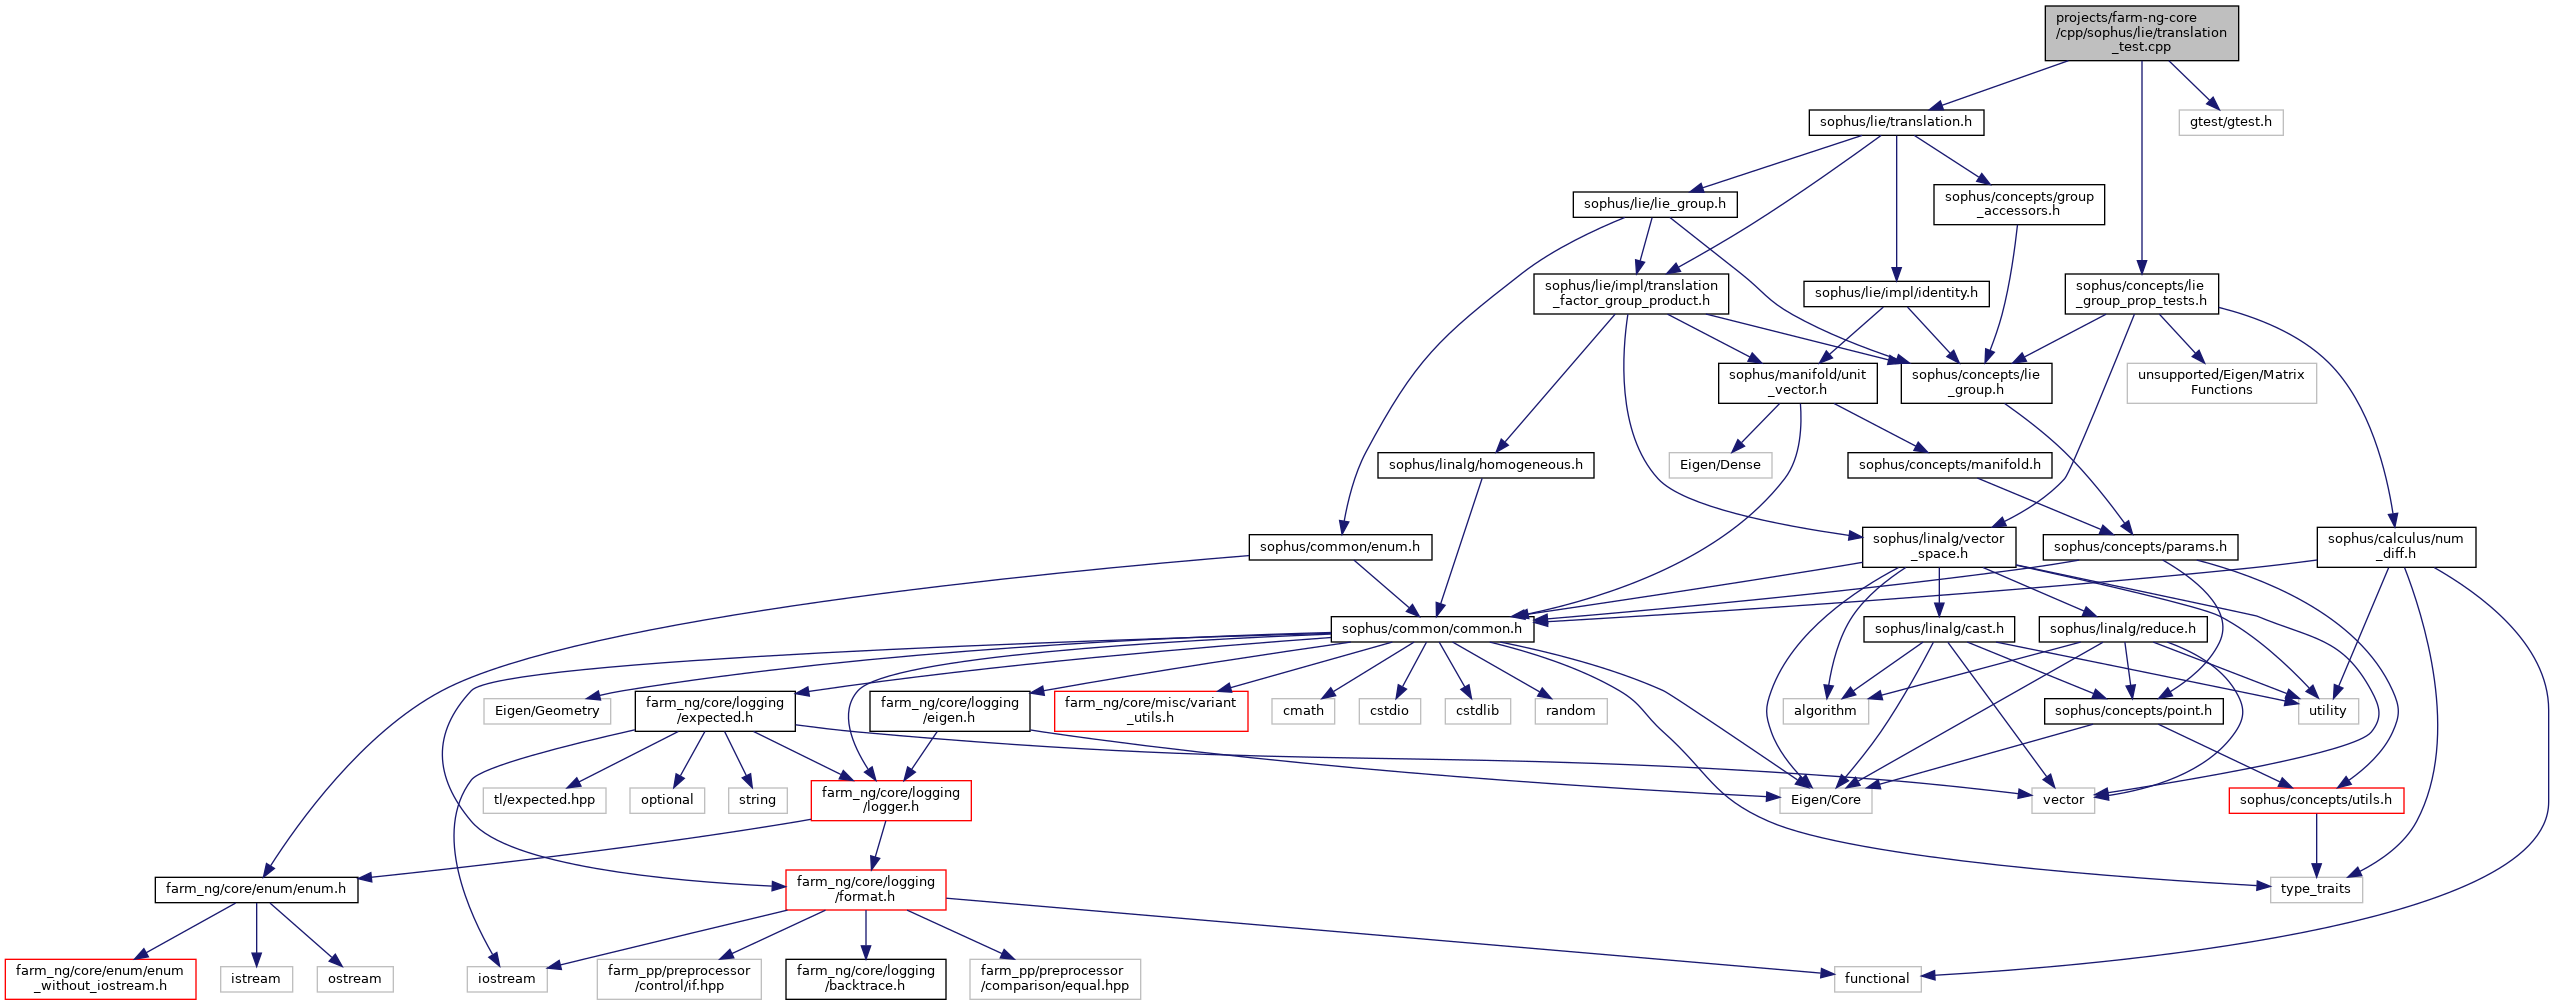 projects/farm-ng-core
/cpp/sophus/lie/translation
_test.cpp
sophus/lie/translation.h
gtest/gtest.h
sophus/lie/lie_group.h
sophus/concepts/group
_accessors.h
sophus/lie/impl/translation
_factor_group_product.h
sophus/lie/impl/identity.h
sophus/concepts/lie
_group_prop_tests.h
sophus/manifold/unit
_vector.h
sophus/concepts/lie
_group.h
unsupported/Eigen/Matrix
Functions
sophus/linalg/homogeneous.h
Eigen/Dense
sophus/concepts/manifold.h
sophus/common/enum.h
sophus/linalg/vector
_space.h
sophus/concepts/params.h
sophus/calculus/num
_diff.h
sophus/common/common.h
sophus/linalg/cast.h
sophus/linalg/reduce.h
Eigen/Geometry
farm_ng/core/logging
/expected.h
farm_ng/core/logging
/eigen.h
farm_ng/core/misc/variant
_utils.h
cmath
cstdio
cstdlib
random
algorithm
sophus/concepts/point.h
utility
tl/expected.hpp
optional
string
farm_ng/core/logging
/logger.h
Eigen/Core
vector
sophus/concepts/utils.h
farm_ng/core/enum/enum.h
farm_ng/core/logging
/format.h
type_traits
farm_ng/core/enum/enum
_without_iostream.h
istream
ostream
iostream
farm_pp/preprocessor
/control/if.hpp
farm_ng/core/logging
/backtrace.h
farm_pp/preprocessor
/comparison/equal.hpp
functional